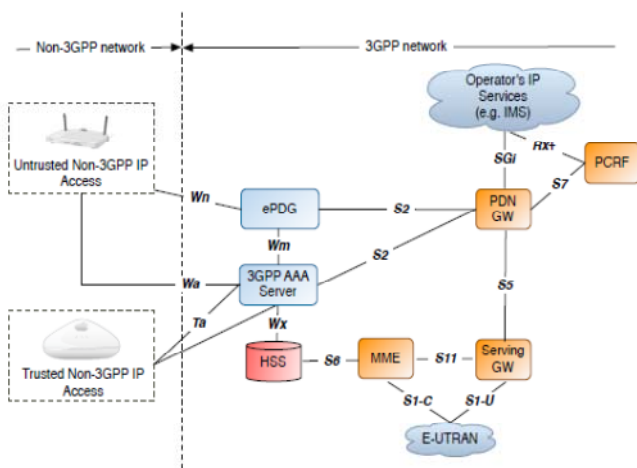 Non-3GPP network
3GPP network
Operator's IP
Services
(e.g. IMS)
Rx+
SGi
PCRF
Untrusted Non-3GPP IP
Access
Wn
ePDG
S2
PDN
GW
S7
Wm
S2
Wa
3GPP AAA
Server
S5
Ta
Wx
HSS
S6
MME
S11
Serving
GW
Trusted Non-3GPP IP
Access
S1-C
S1-U
E-UTRAN